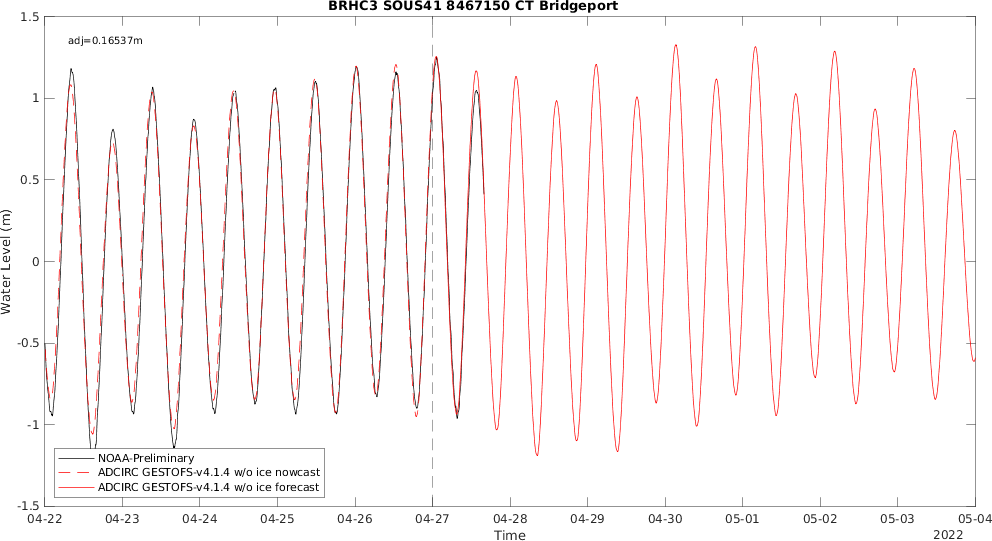 BRHC3 SOUS41 8467150 CT Bridgeport
adj=0.16537m
1.5
1
0.5
0
-0.5
-1
-1.5
Water Level (m)
NOAA-Preliminary
ADCIRC GESTOFS-v4.1.4 w/o ice nowcast
ADCIRC GESTOFS-v4.1.4 w/o ice forecast
04-22 04-23 04-24 04-25 04-26 04-27 04-28 04-29 04-30 05-01 05-02 05-03 05-04
Time
2022